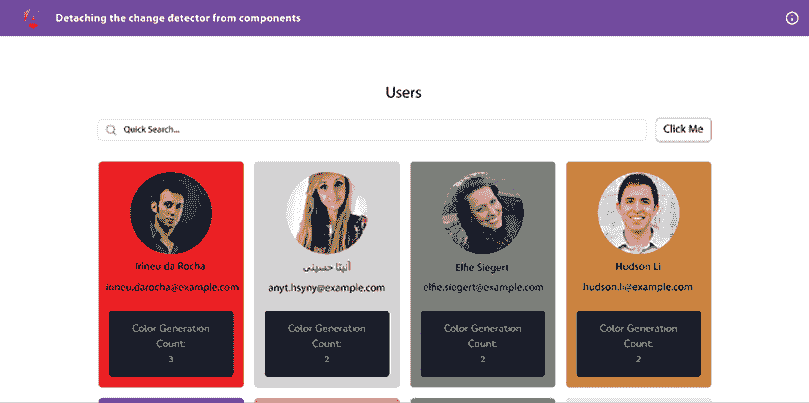 Detaching the change detector from components
Users
Quick Search...
Click Me
Irineu da Rocha
irineu.darocha@example.com
Color Generation
Count:
3
آنیتا حسینی
anyt.hsyny@example.com
Color Generation
Count:
2
Elfie Siegert
elfie.siegert@example.com
Color Generation
Count:
2
Hudson Li
hudson.li@example.com
Color Generation
Count:
2